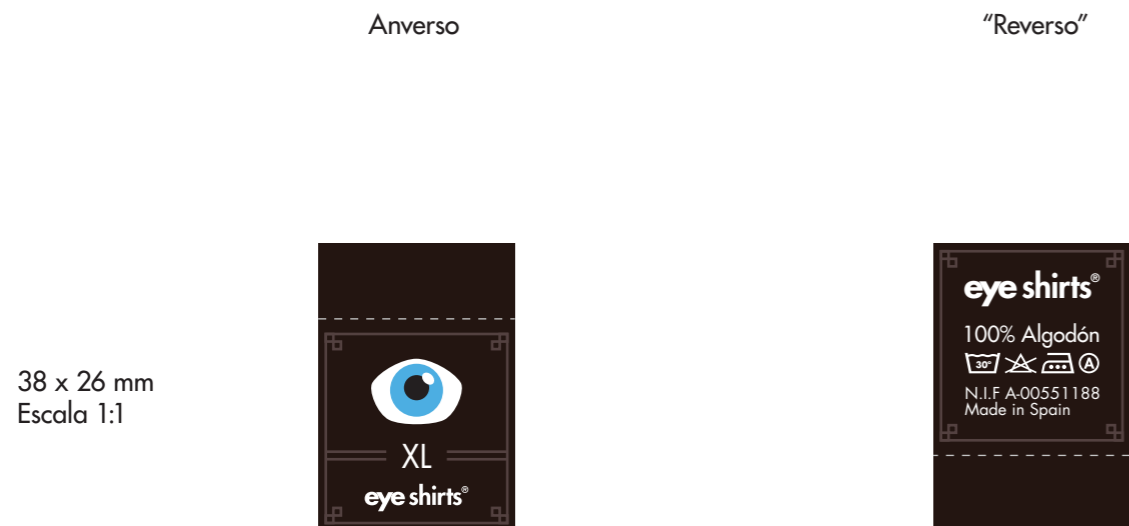 Anverso
“Reverso”
38 x 26 mm
Escala 1:1
XL
eye shirts®
eye shirts®
100% Algodón
30° A
N.I.F A-00551188
Made in Spain